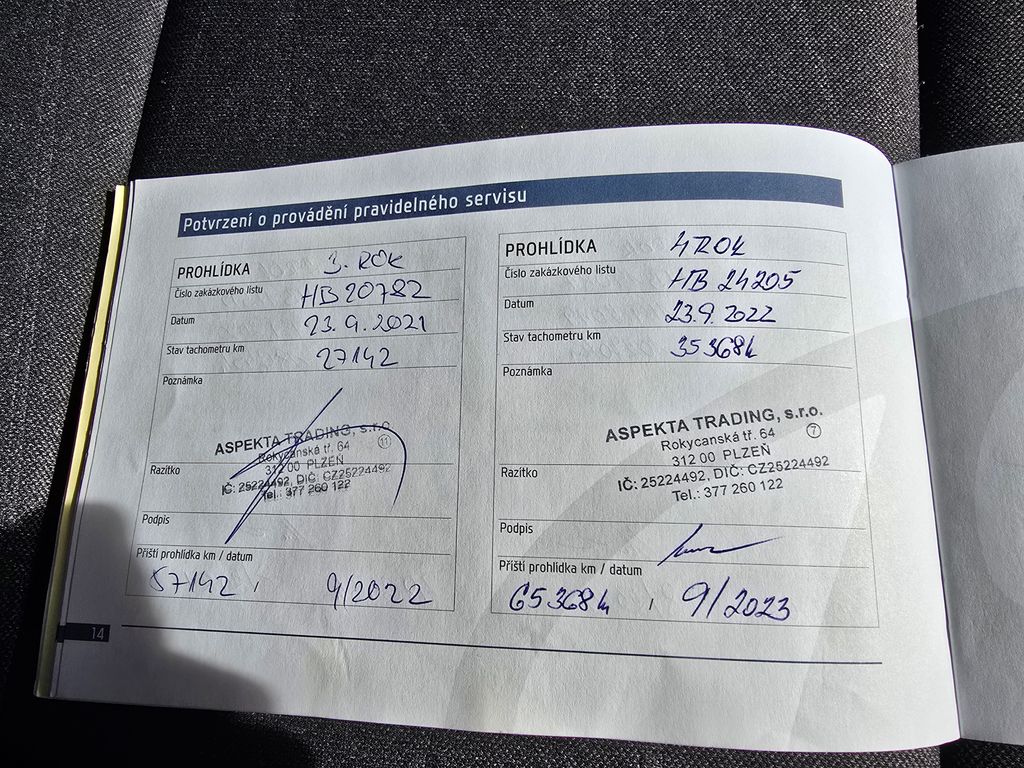 Potvrzení o provádění pravidelného servisu
PROHLÍDKA 3. ROK
Číslo zakázkového listu HB 20782
Datum 23.9.2021
Stav tachometru km 27142
Poznámka
ASPEKTA TRADING, s.r.o.
Rokycanská tř. 64 11
312 00 PLZEŇ
Razítko
IČ: 25224492, DIČ: CZ25224492
Tel.: 377 260 122
Podpis
Příští prohlídka km / datum
57142 / 9/2022
PROHLÍDKA 4 ROK
Číslo zakázkového listu HB 24205
Datum 23.9.2022
Stav tachometru km 35368k
Poznámka
ASPEKTA TRADING, s.r.o.
Rokycanská tř. 64 7
312 00 PLZEŇ
Razítko
IČ: 25224492, DIČ: CZ25224492
Tel.: 377 260 122
Podpis
Příští prohlídka km / datum
65368k / 9/2023
14